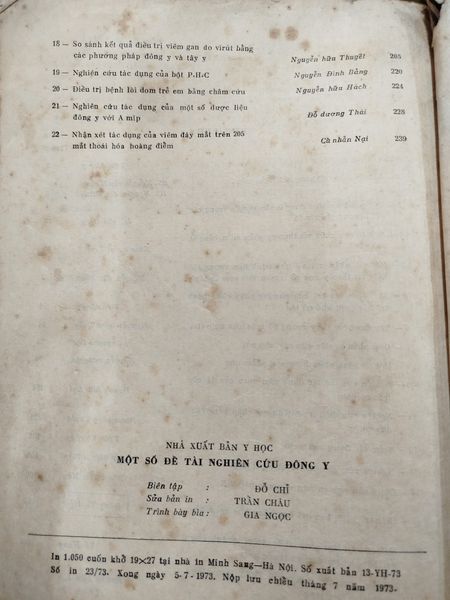 18 — So sánh kết quả điều trị viêm gan do virút bằng
các phương pháp đông y và tây y Nguyễn hữu Thuyết 205
19 — Nghiên cứu tác dụng của bột P.H.C Nguyễn Đình Bảng 220
20 — Điều trị bệnh lòi dom trẻ em bằng châm cứu Nguyễn hữu Hách 224
21 — Nghiên cứu tác dụng của một số dược liệu
đông y với A mip Đỗ dương Thái 228
22 — Nhận xét tác dụng của viêm đáy mắt trên 205
mắt thoái hóa hoàng điểm Cù nhần Nại 239
NHÀ XUẤT BẢN Y HỌC
MỘT SỐ ĐỀ TÀI NGHIÊN CỨU ĐÔNG Y
Biên tập : ĐỖ CHỈ
Sửa bản in : TRẦN CHÂU
Trình bày bìa : GIA NGỌC
In 1.050 cuốn khổ 19×27 tại nhà in Minh Sang—Hà Nội. Số xuất bản 13-YH-73
Số in 23/73. Xong ngày 5-7-1973. Nộp lưu chiều tháng 7 năm 1973.